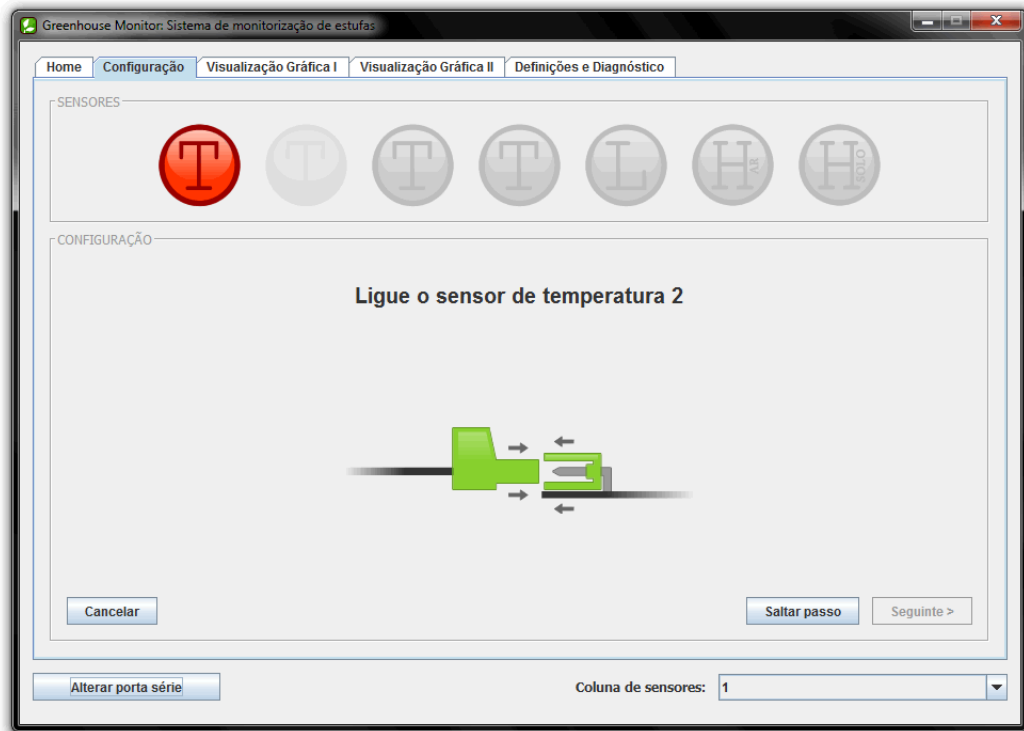 Greenhouse Monitor: Sistema de monitorização de estufas
Home Configuração Visualização Gráfica I Visualização Gráfica II Definições e Diagnóstico
SENSORES
T T T T L H AR H SOLO
CONFIGURAÇÃO
Ligue o sensor de temperatura 2
Cancelar Saltar passo Seguinte >
Alterar porta série Coluna de sensores: 1